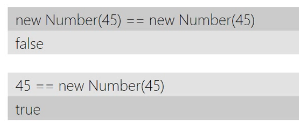 new Number(45) == new Number(45)
false
45 == new Number(45)
true